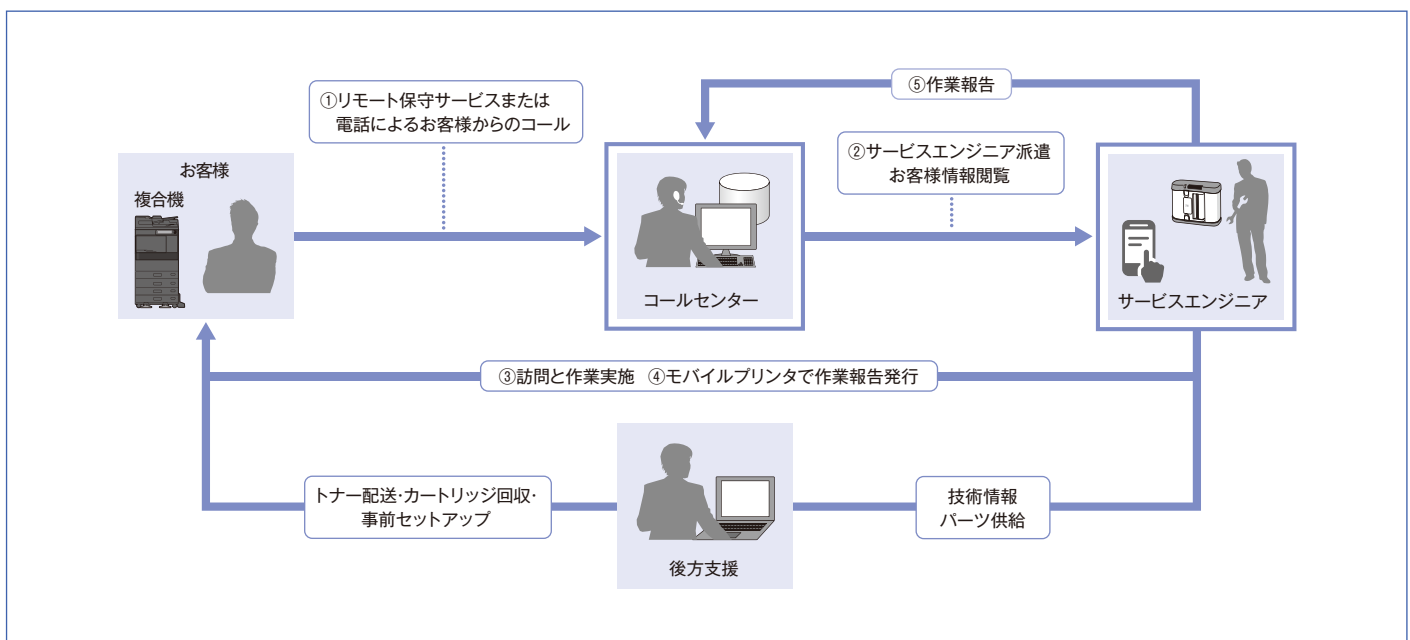 ⑤作業報告
①リモート保守サービスまたは
電話によるお客様からのコール
②サービスエンジニア派遣
お客様情報閲覧
お客様
複合機
コールセンター
サービスエンジニア
③訪問と作業実施 ④モバイルプリンタで作業報告発行
トナー配送・カートリッジ回収・
事前セットアップ
技術情報
パーツ供給
後方支援